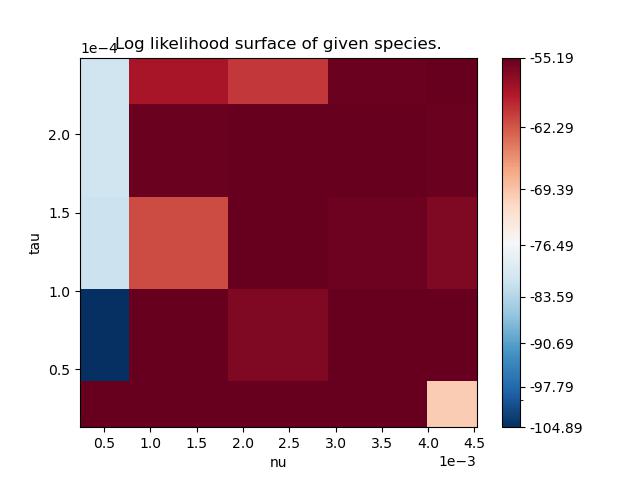 Log likelihood surface of given species.
1e−4
2.0
1.5
1.0
0.5
tau
0.5 1.0 1.5 2.0 2.5 3.0 3.5 4.0 4.5
1e−3
nu
-55.19
-62.29
-69.39
-76.49
-83.59
-90.69
-97.79
-104.89